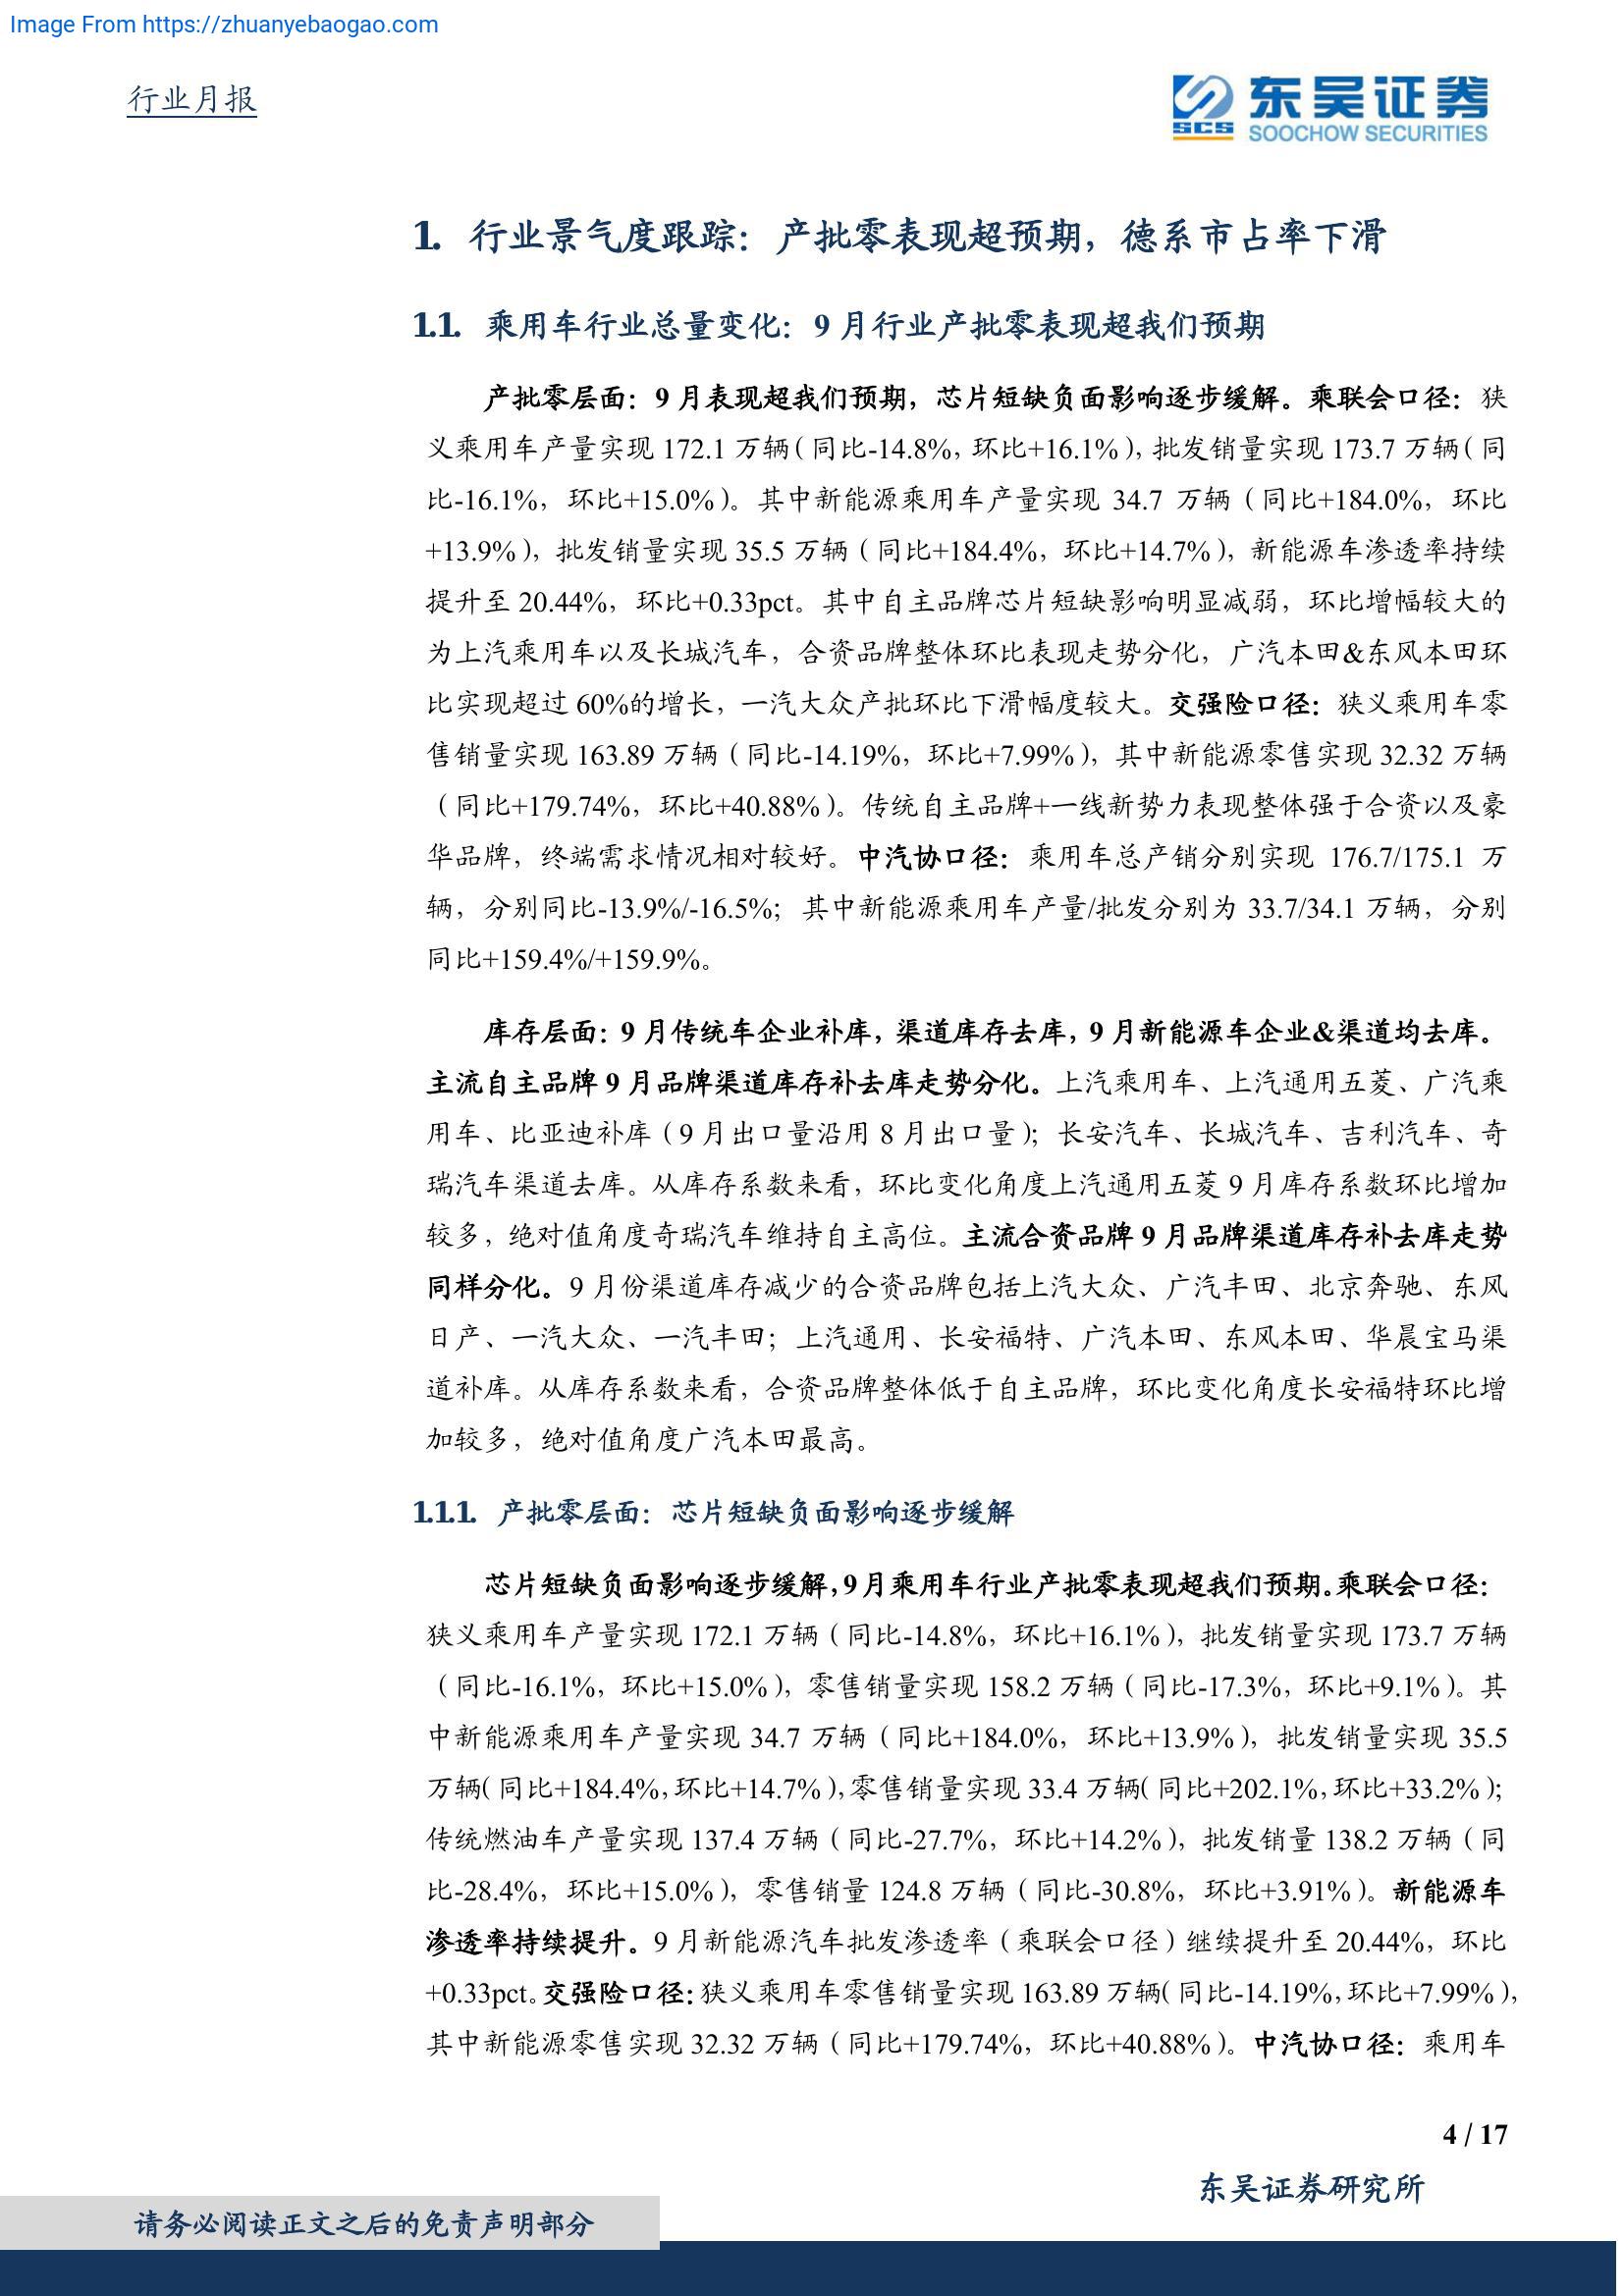 Image From https://zhuanyebaogao.com
行业月报
SCS
东吴证券
SOOCHOW SECURITIES
1. 行业景气度跟踪：产批零表现超预期，德系市占率下滑
1.1. 乘用车行业总量变化：9 月行业产批零表现超我们预期
产批零层面：9 月表现超我们预期，芯片短缺负面影响逐步缓解。乘联会口径：狭
义乘用车产量实现 172.1 万辆（同比-14.8%，环比+16.1%），批发销量实现 173.7 万辆（同
比-16.1%，环比+15.0%）。其中新能源乘用车产量实现 34.7 万辆（同比+184.0%，环比
+13.9%），批发销量实现 35.5 万辆（同比+184.4%，环比+14.7%），新能源车渗透率持续
提升至 20.44%，环比+0.33pct。其中自主品牌芯片短缺影响明显减弱，环比增幅较大的
为上汽乘用车以及长城汽车，合资品牌整体环比表现走势分化，广汽本田&东风本田环
比实现超过 60%的增长，一汽大众产批环比下滑幅度较大。交强险口径：狭义乘用车零
售销量实现 163.89 万辆（同比-14.19%，环比+7.99%），其中新能源零售实现 32.32 万辆
（同比+179.74%，环比+40.88%）。传统自主品牌+一线新势力表现整体强于合资以及豪
华品牌，终端需求情况相对较好。中汽协口径：乘用车总产销分别实现 176.7/175.1 万
辆，分别同比-13.9%/-16.5%；其中新能源乘用车产量/批发分别为 33.7/34.1 万辆，分别
同比+159.4%/+159.9%。
库存层面：9 月传统车企业补库，渠道库存去库，9 月新能源车企业&渠道均去库。
主流自主品牌 9 月品牌渠道库存补去库走势分化。上汽乘用车、上汽通用五菱、广汽乘
用车、比亚迪补库（9 月出口量沿用 8 月出口量）；长安汽车、长城汽车、吉利汽车、奇
瑞汽车渠道去库。从库存系数来看，环比变化角度上汽通用五菱 9 月库存系数环比增加
较多，绝对值角度奇瑞汽车维持自主高位。主流合资品牌 9 月品牌渠道库存补去库走势
同样分化。9 月份渠道库存减少的合资品牌包括上汽大众、广汽丰田、北京奔驰、东风
日产、一汽大众、一汽丰田；上汽通用、长安福特、广汽本田、东风本田、华晨宝马渠
道补库。从库存系数来看，合资品牌整体低于自主品牌，环比变化角度长安福特环比增
加较多，绝对值角度广汽本田最高。
1.1.1. 产批零层面：芯片短缺负面影响逐步缓解
芯片短缺负面影响逐步缓解，9 月乘用车行业产批零表现超我们预期。乘联会口径：
狭义乘用车产量实现 172.1 万辆（同比-14.8%，环比+16.1%），批发销量实现 173.7 万辆
（同比-16.1%，环比+15.0%），零售销量实现 158.2 万辆（同比-17.3%，环比+9.1%）。其
中新能源乘用车产量实现 34.7 万辆（同比+184.0%，环比+13.9%），批发销量实现 35.5
万辆（同比+184.4%，环比+14.7%），零售销量实现 33.4 万辆（同比+202.1%，环比+33.2%）；
传统燃油车产量实现 137.4 万辆（同比-27.7%，环比+14.2%），批发销量 138.2 万辆（同
比-28.4%，环比+15.0%），零售销量 124.8 万辆（同比-30.8%，环比+3.91%）。新能源车
渗透率持续提升。9 月新能源汽车批发渗透率（乘联会口径）继续提升至 20.44%，环比
+0.33pct。交强险口径：狭义乘用车零售销量实现 163.89 万辆（同比-14.19%，环比+7.99%），
其中新能源零售实现 32.32 万辆（同比+179.74%，环比+40.88%）。中汽协口径：乘用车
4 / 17
东吴证券研究所
请务必阅读正文之后的免责声明部分